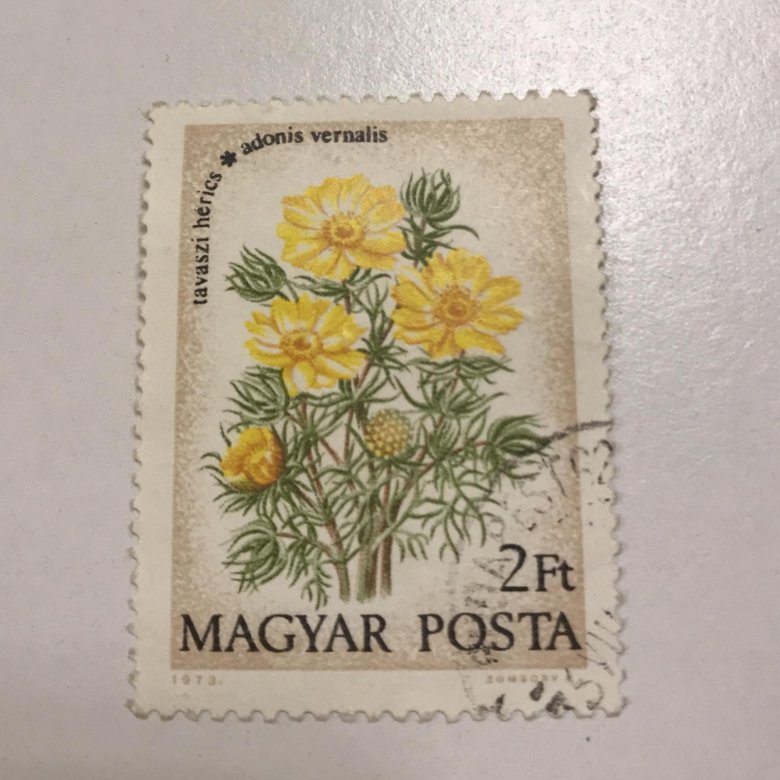 tavaszi hérics * adonis vernalis
2Ft
MAGYAR POSTA
1973.
ZOMBORY